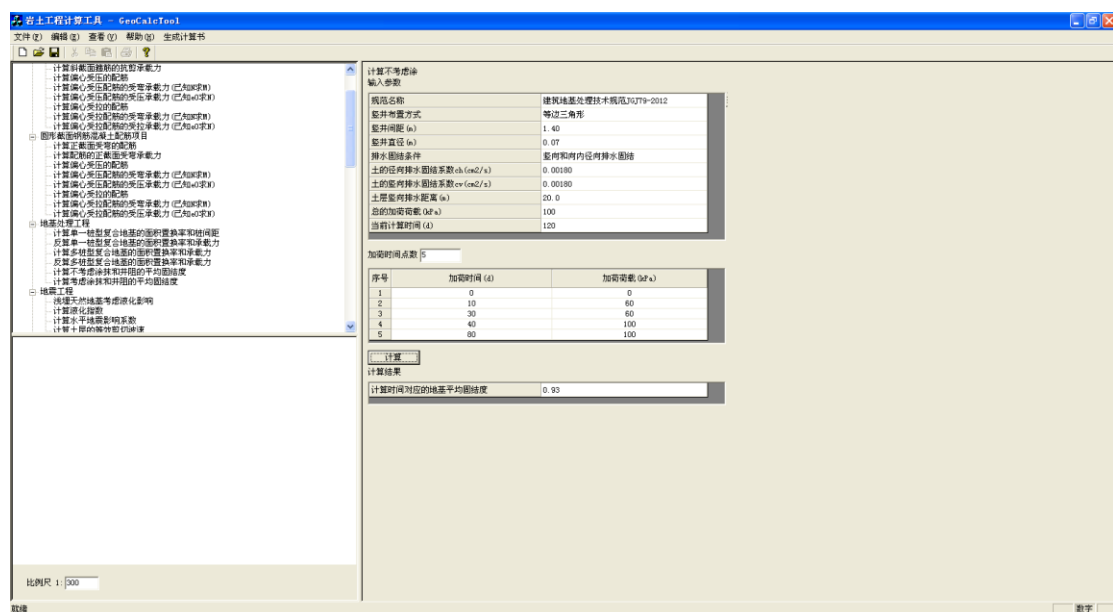 岩土工程计算工具 - GeoCalcTool
文件(F) 编辑(E) 查看(V) 帮助(H) 生成计算书
计算斜截面箍筋的抗剪承载力
计算偏心受压的配筋
计算偏心受压配筋的受弯承载力(已知N求M)
计算偏心受压配筋的受压承载力(已知e0求N)
计算偏心受拉的配筋
计算偏心受拉配筋的受弯承载力(已知N求M)
计算偏心受拉配筋的受拉承载力(已知e0求N)
圆形截面钢筋混凝土配筋项目
计算正截面受弯的配筋
计算配筋的正截面受弯承载力
计算偏心受压的配筋
计算偏心受压配筋的受弯承载力(已知N求M)
计算偏心受压配筋的受压承载力(已知e0求N)
计算偏心受拉的配筋
计算偏心受拉配筋的受弯承载力(已知N求M)
计算偏心受拉配筋的受压承载力(已知e0求N)
地基处理工程
计算单一桩型复合地基的面积置换率和桩间距
反算单一桩型复合地基的面积置换率和承载力
计算多桩型复合地基的面积置换率和承载力
反算多桩型复合地基的面积置换率和承载力
计算不考虑涂抹和井阻的平均固结度
计算考虑涂抹和井阻的平均固结度
地震工程
浅埋天然地基考虑液化影响
计算液化指数
计算水平地震影响系数
计算土层的等效剪切波速
比例尺 1: 300
计算不考虑涂
输入参数
规范名称 建筑地基处理技术规范JGJ79-2012
竖井布置方式 等边三角形
竖井间距(m) 1.40
竖井直径(m) 0.07
排水固结条件 竖向和向内径向排水固结
土的径向排水固结系数ch(cm2/s) 0.00180
土的竖向排水固结系数cv(cm2/s) 0.00180
土层竖向排水距离(m) 20.0
总的加荷荷载(kPa) 100
当前计算时间(d) 120
加荷时间点数 5
序号 加荷时间(d) 加荷荷载(kPa)
1 0 0
2 10 60
3 30 60
4 40 100
5 80 100
计算
计算结果
计算时间对应的地基平均固结度 0.93
就绪 数字